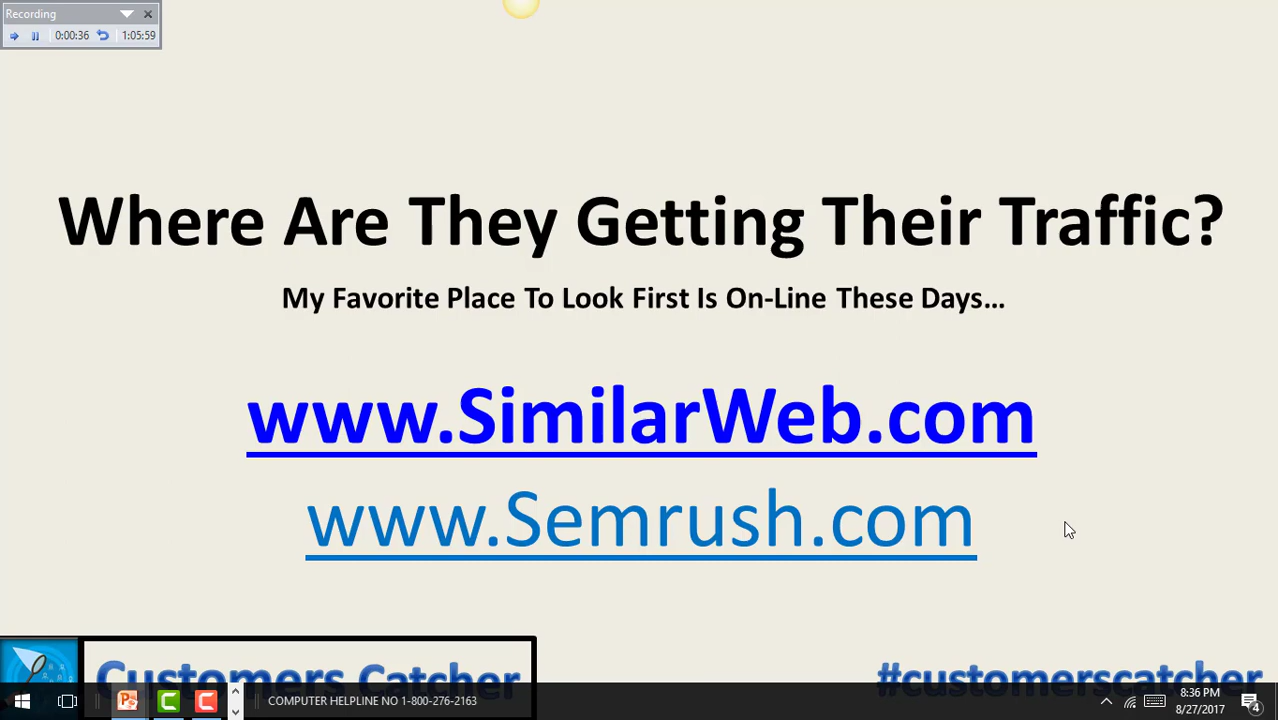 Recording
0:00:36 1:05:59
Where Are They Getting Their Traffic?
My Favorite Place To Look First Is On-Line These Days…
www.SimilarWeb.com
www.Semrush.com
Customers Catcher
#customerscatcher
COMPUTER HELPLINE NO 1-800-276-2163
8:36 PM
8/27/2017
4